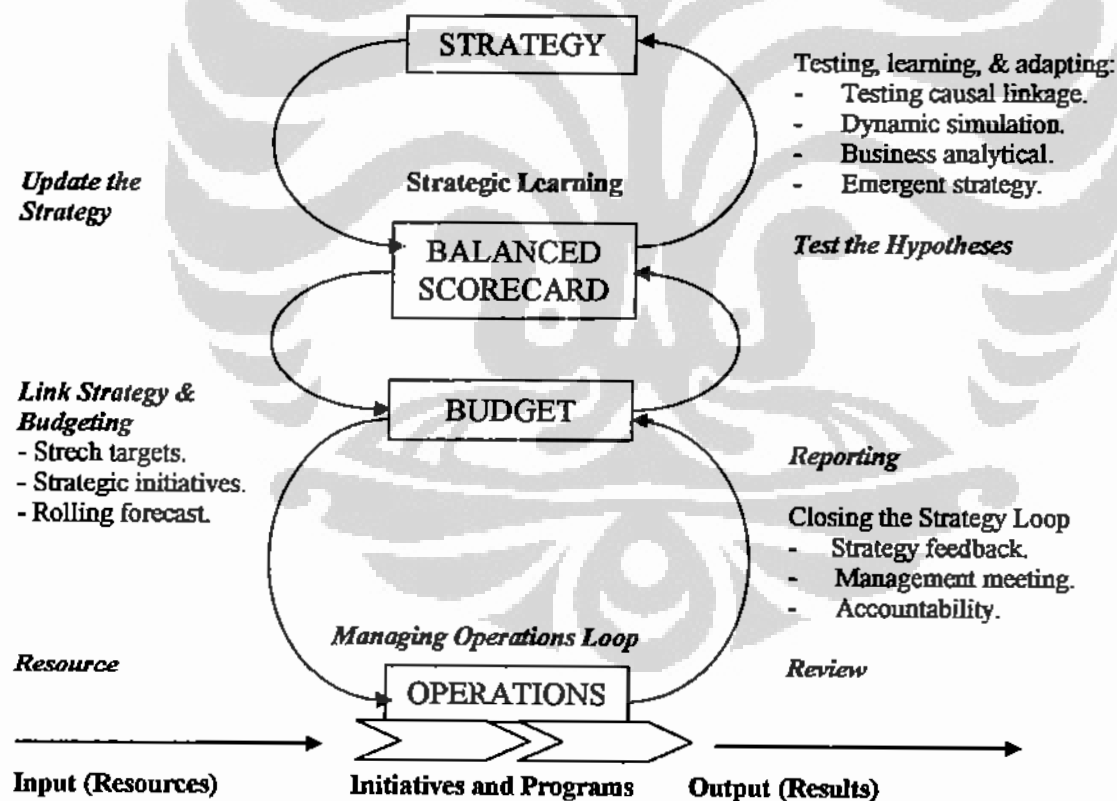 STRATEGY
Testing, learning, & adapting:
- Testing causal linkage.
- Dynamic simulation.
- Business analytical.
- Emergent strategy.
Update the
Strategy
Strategic Learning
BALANCED
SCORECARD
Test the Hypotheses
Link Strategy &
Budgeting
- Strech targets.
- Strategic initiatives.
- Rolling forecast.
BUDGET
Reporting
Closing the Strategy Loop
- Strategy feedback.
- Management meeting.
- Accountability.
Managing Operations Loop
Resource
OPERATIONS
Review
Input (Resources)
Initiatives and Programs
Output (Results)